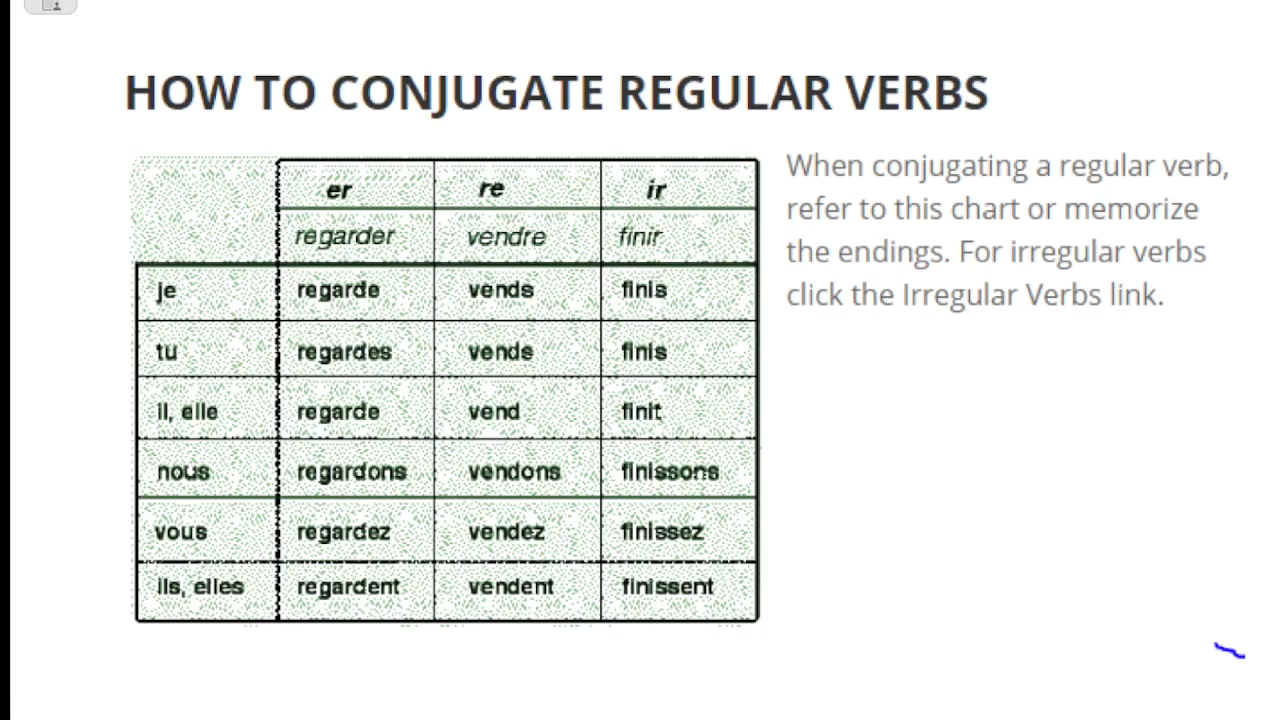 HOW TO CONJUGATE REGULAR VERBS
er re ir
regarder vendre finir
je regarde vends finis
tu regardes vends finis
il, elle regarde vend finit
nous regardons vendons finissons
vous regardez vendez finissez
ils, elles regardent vendent finissent
When conjugating a regular verb,
refer to this chart or memorize
the endings. For irregular verbs
click the Irregular Verbs link.